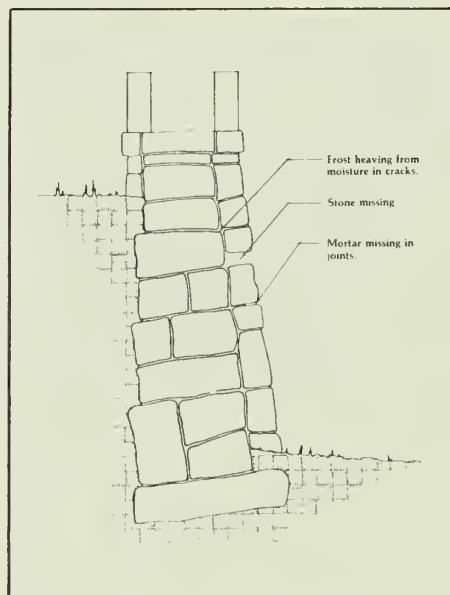 Frost heaving from
moisture in cracks.
Stone missing
Mortar missing in
joints.